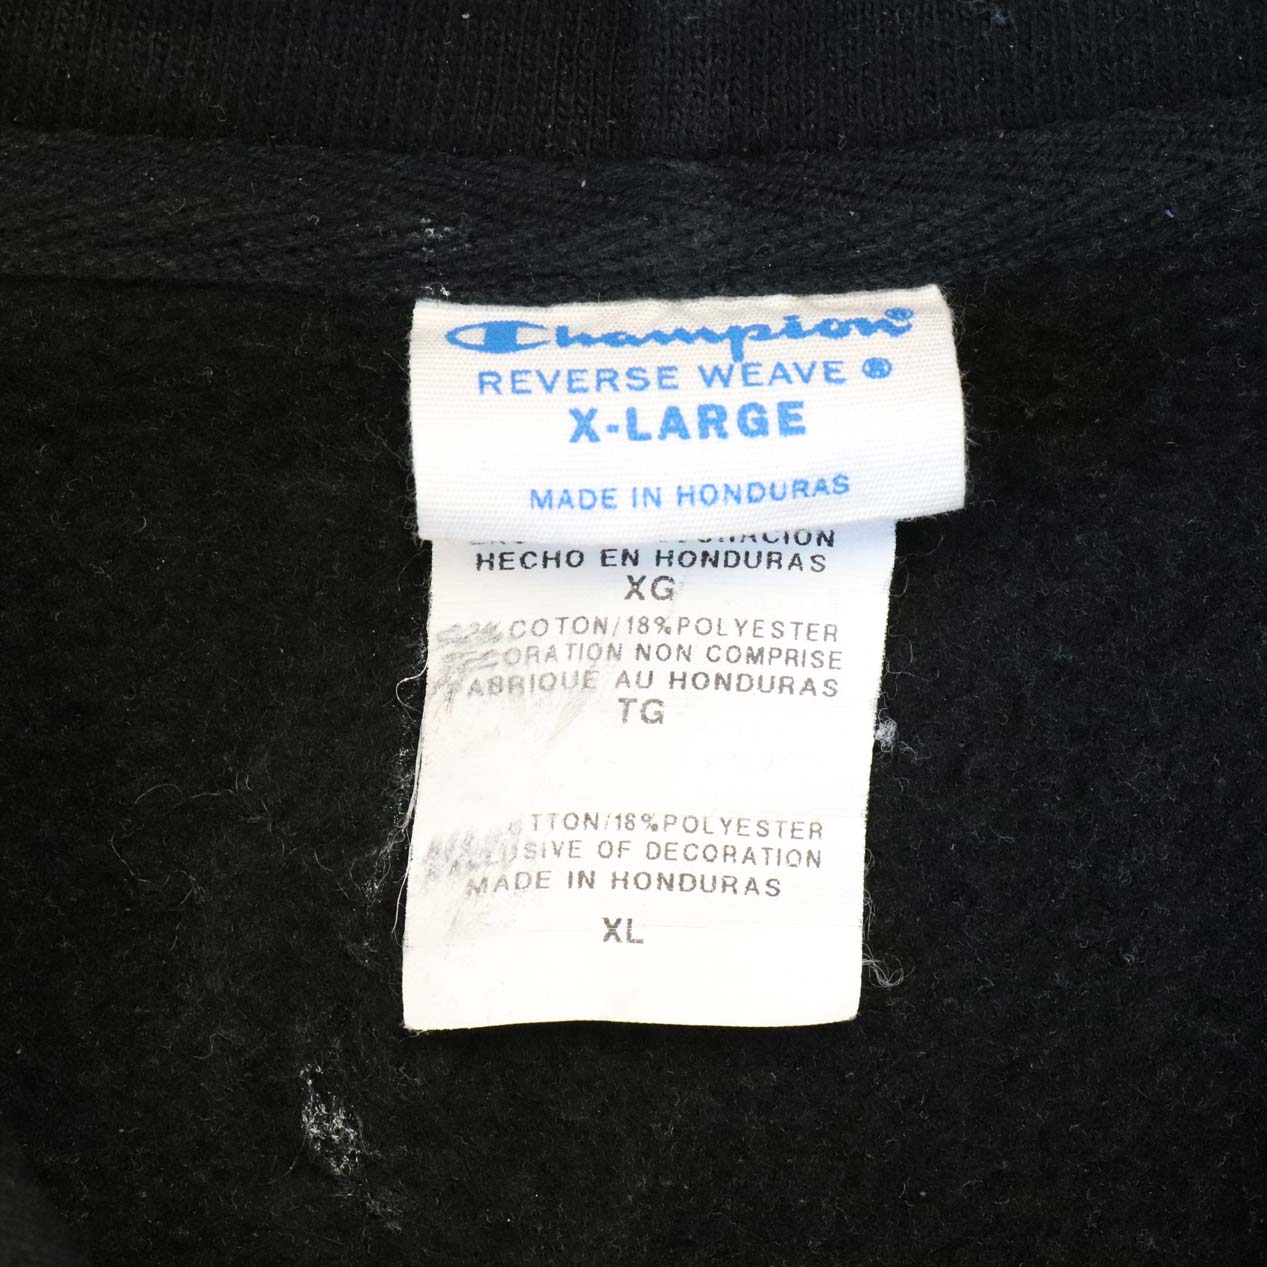 Champion®
REVERSE WEAVE ®
X-LARGE
MADE IN HONDURAS
HECHO EN HONDURAS
XG
COTON/18%POLYESTER
NON COMPRISE
AU HONDURAS
TG
/18%POLYESTER
OF DECORATION
MADE IN HONDURAS
XL